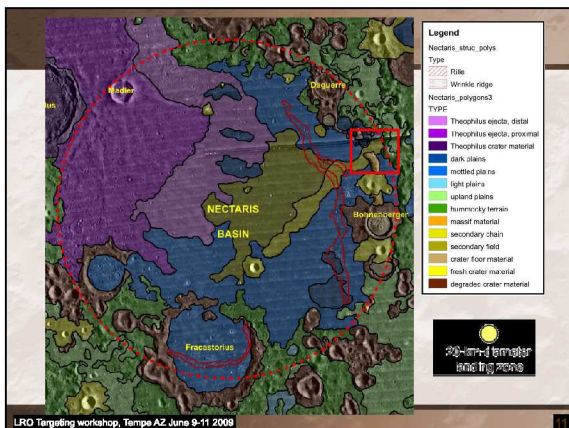 Madler
Daguerre
NECTARIS
BASIN
Bohnenberger
Fracastorius
Legend
Nectaris_struc_polys
Type
Rille
Wrinkle ridge
Nectaris_polygons3
TYPE
Theophilus ejecta, distal
Theophilus ejecta, proximal
Theophilus crater material
dark plains
mottled plains
light plains
upland plains
hummocky terrain
massif material
secondary chain
secondary field
crater floor material
fresh crater material
degraded crater material
20-km-diameter
landing zone
LRO Targeting workshop, Tempe AZ June 9-11 2009
11